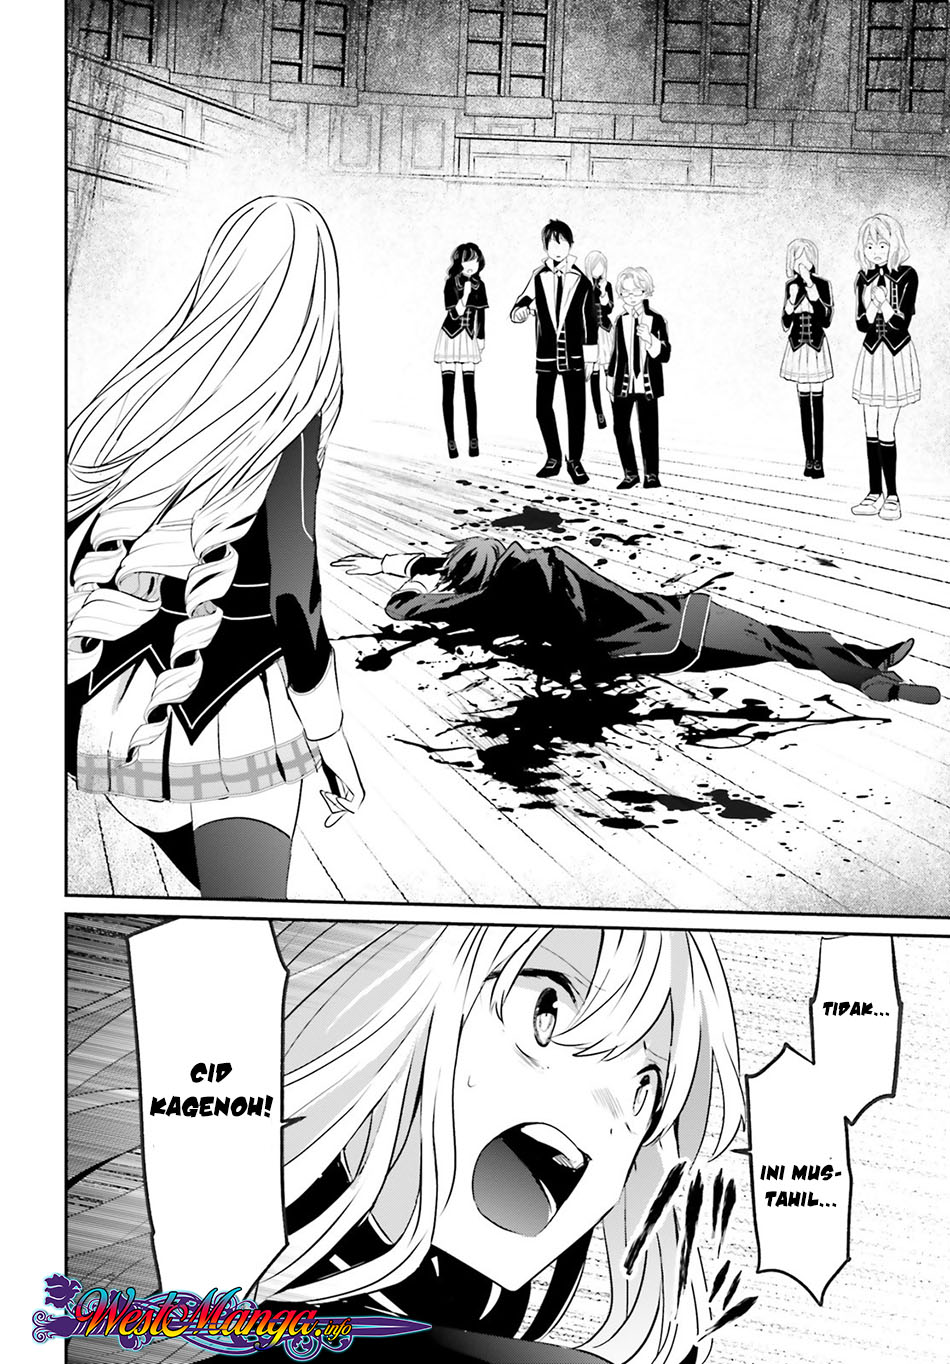 TIDAK...
INI MUS-
TAHIL...
CID
KAGENOH!
WestManga.info